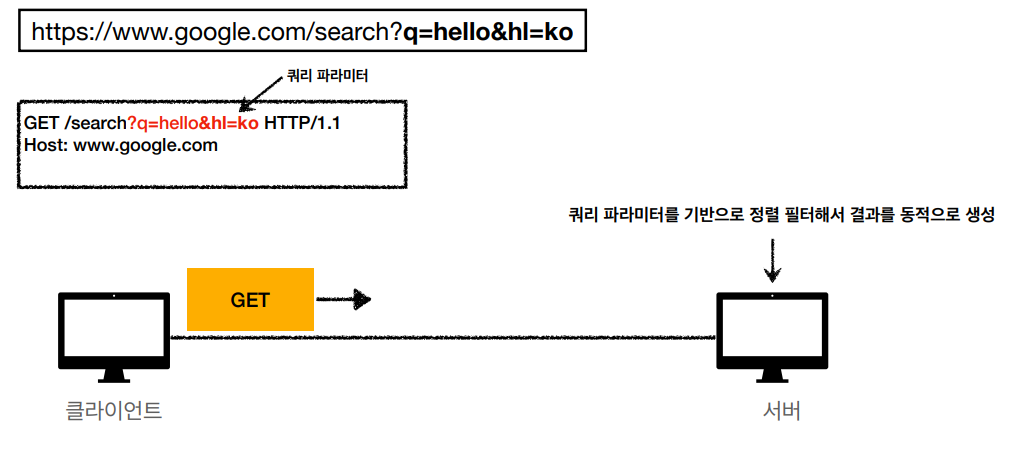 https://www.google.com/search?q=hello&hl=ko
쿼리 파라미터
GET /search?q=hello&hl=ko HTTP/1.1
Host: www.google.com
쿼리 파라미터를 기반으로 정렬 필터해서 결과를 동적으로 생성
GET
클라이언트
서버